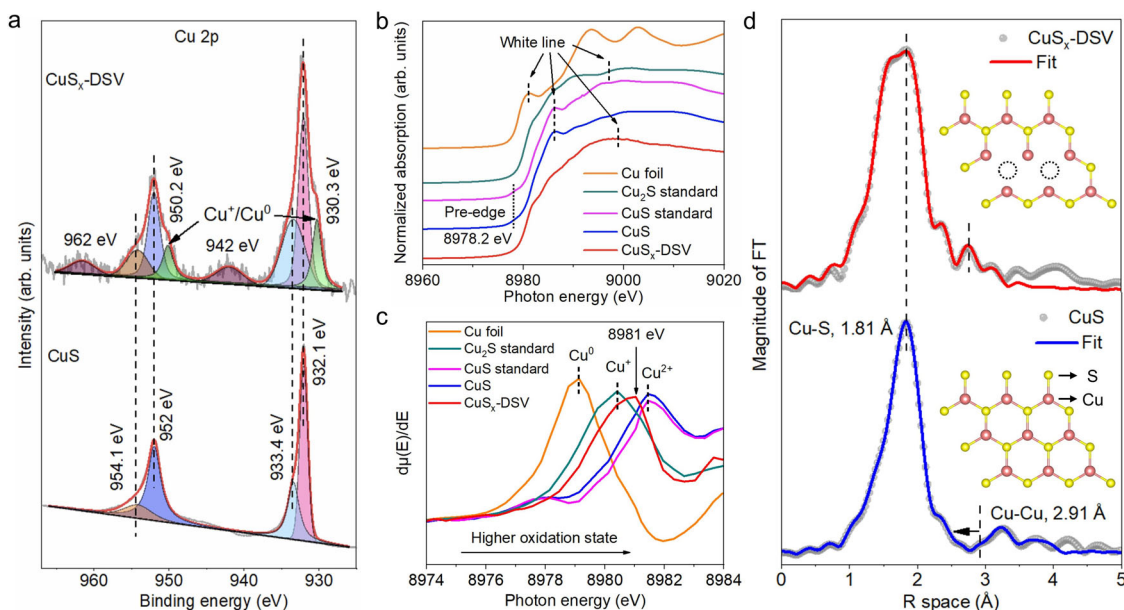 a
Cu 2p
CuSₓ-DSV
962 eV
950.2 eV
Cu⁺/Cu⁰
942 eV
930.3 eV
CuS
954.1 eV
952 eV
933.4 eV
932.1 eV
Intensity (arb. units)
960
950
940
930
Binding energy (eV)
b
White line
Pre-edge
8978.2 eV
Cu foil
Cu₂S standard
CuS standard
CuS
CuSₓ-DSV
Normalized absorption (arb. units)
8960
8980
9000
9020
Photon energy (eV)
c
Cu foil
Cu₂S standard
CuS standard
CuS
CuSₓ-DSV
Cu⁰
Cu⁺
8981 eV
Cu²⁺
Higher oxidation state
dμ(E)/dE
8974
8976
8978
8980
8982
8984
Photon energy (eV)
d
CuSₓ-DSV
Fit
Cu-S, 1.81 Å
CuS
Fit
S
Cu
Cu-Cu, 2.91 Å
Magnitude of FT
0
1
2
3
4
5
R space (Å)